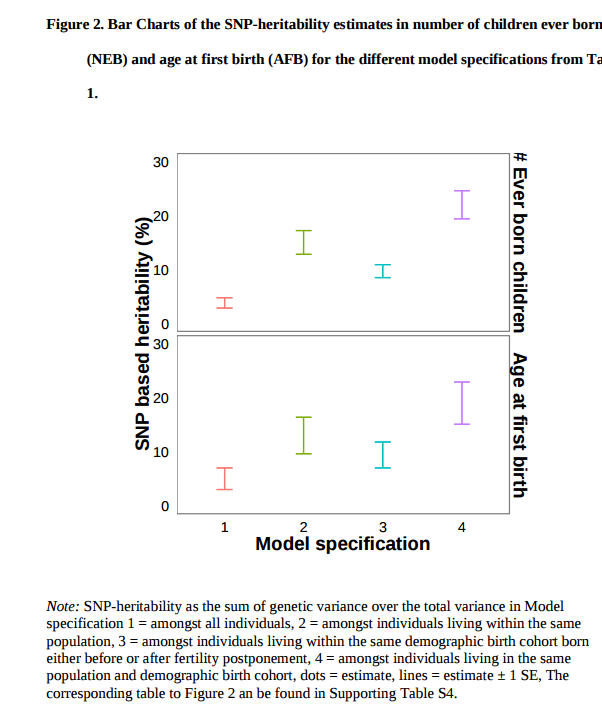 Figure 2. Bar Charts of the SNP-heritability estimates in number of children ever born
(NEB) and age at first birth (AFB) for the different model specifications from Ta
1.
30
20
10
0
# Ever born children
SNP based heritability (%)
30
20
10
0
Age at first birth
1 2 3 4
Model specification
Note: SNP-heritability as the sum of genetic variance over the total variance in Model
specification 1 = amongst all individuals, 2 = amongst individuals living within the same
population, 3 = amongst individuals living within the same demographic birth cohort born
either before or after fertility postponement, 4 = amongst individuals living in the same
population and demographic birth cohort, dots = estimate, lines = estimate ± 1 SE, The
corresponding table to Figure 2 an be found in Supporting Table S4.